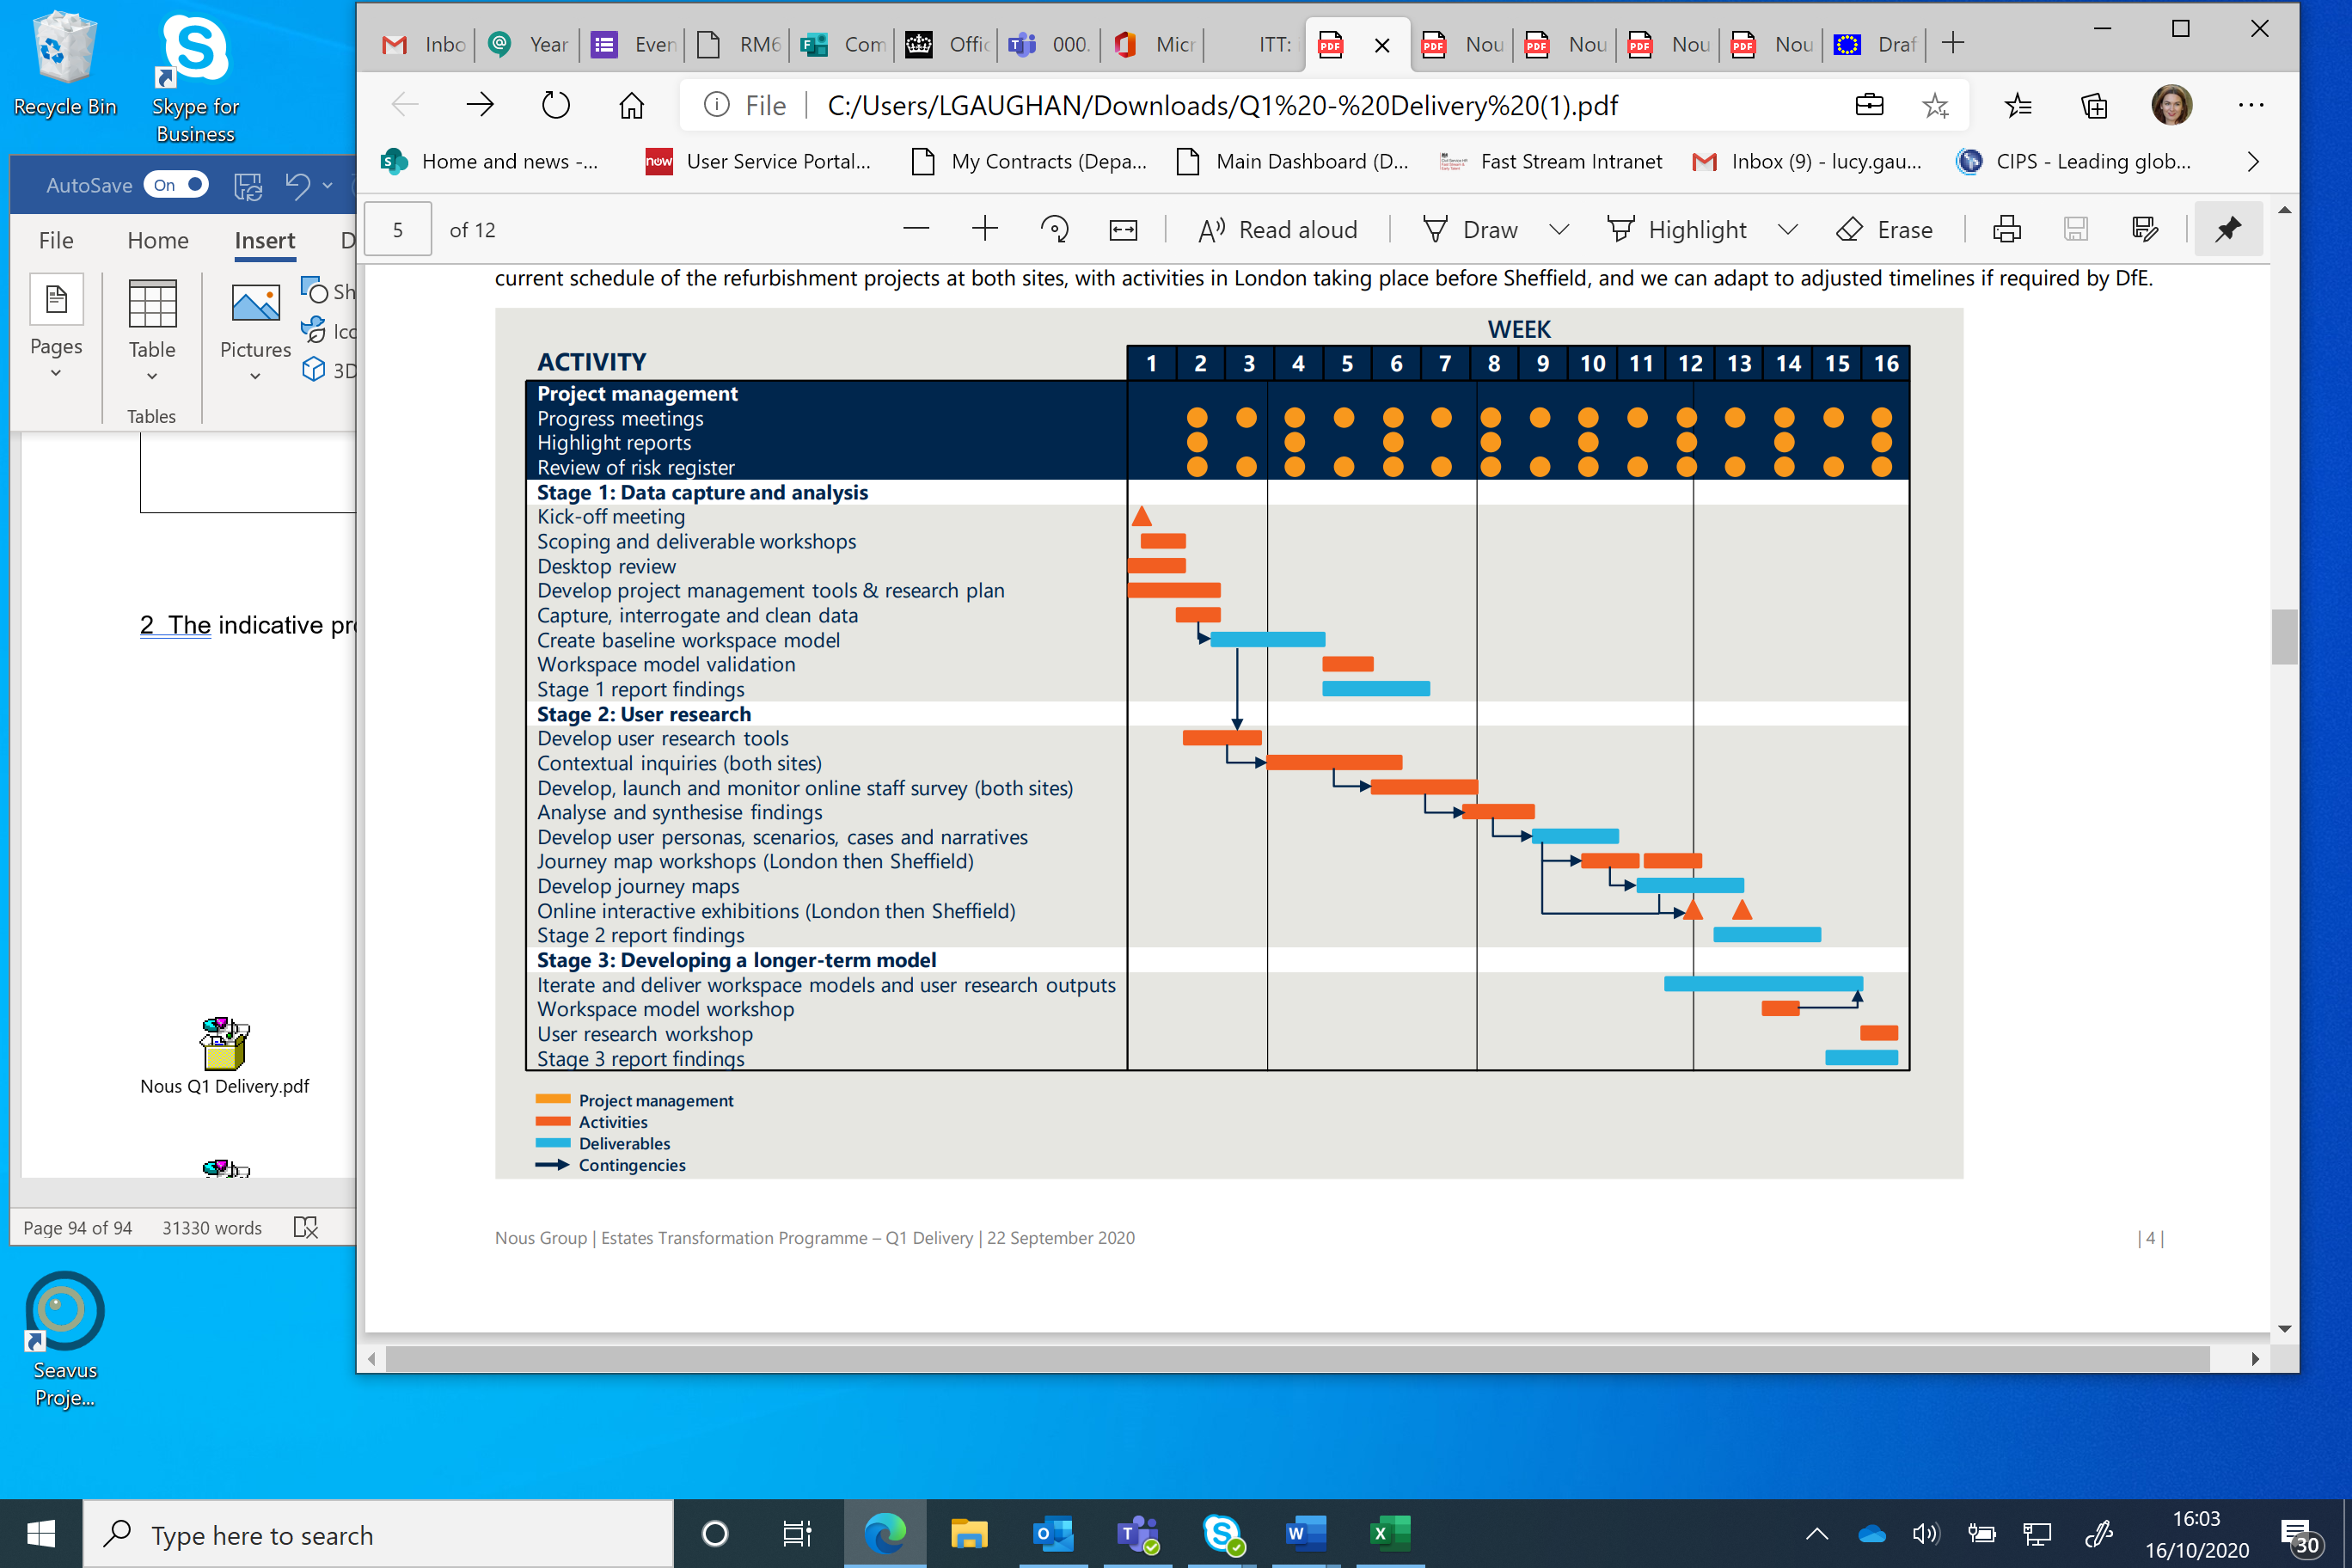 Recycle Bin
Skype for Business
Inbo
Year
Even
RM6
Com
Offic
000.
Micr
ITT:
Nou
Nou
Nou
Nou
Draf
File
C:/Users/LGAUGHAN/Downloads/Q1%20-%20Delivery%20(1).pdf
Home and news -...
User Service Portal...
My Contracts (Depa...
Main Dashboard (D...
Fast Stream Intranet
Inbox (9) - lucy.gau...
CIPS - Leading glob...
5 of 12
Read aloud
Draw
Highlight
Erase
AutoSave On
File Home Insert D
Pages
Table
Pictures
Sh
Ico
3D
Tables
2 The indicative pro
Nous Q1 Delivery.pdf
Page 94 of 94 31330 words
Seavus Proje...
current schedule of the refurbishment projects at both sites, with activities in London taking place before Sheffield, and we can adapt to adjusted timelines if required by DfE.
WEEK
ACTIVITY 1 2 3 4 5 6 7 8 9 10 11 12 13 14 15 16
Project management
Progress meetings
Highlight reports
Review of risk register
Stage 1: Data capture and analysis
Kick-off meeting
Scoping and deliverable workshops
Desktop review
Develop project management tools & research plan
Capture, interrogate and clean data
Create baseline workspace model
Workspace model validation
Stage 1 report findings
Stage 2: User research
Develop user research tools
Contextual inquiries (both sites)
Develop, launch and monitor online staff survey (both sites)
Analyse and synthesise findings
Develop user personas, scenarios, cases and narratives
Journey map workshops (London then Sheffield)
Develop journey maps
Online interactive exhibitions (London then Sheffield)
Stage 2 report findings
Stage 3: Developing a longer-term model
Iterate and deliver workspace models and user research outputs
Workspace model workshop
User research workshop
Stage 3 report findings
Project management
Activities
Deliverables
Contingencies
Nous Group | Estates Transformation Programme – Q1 Delivery | 22 September 2020
| 4 |
Type here to search
16:03
16/10/2020
30